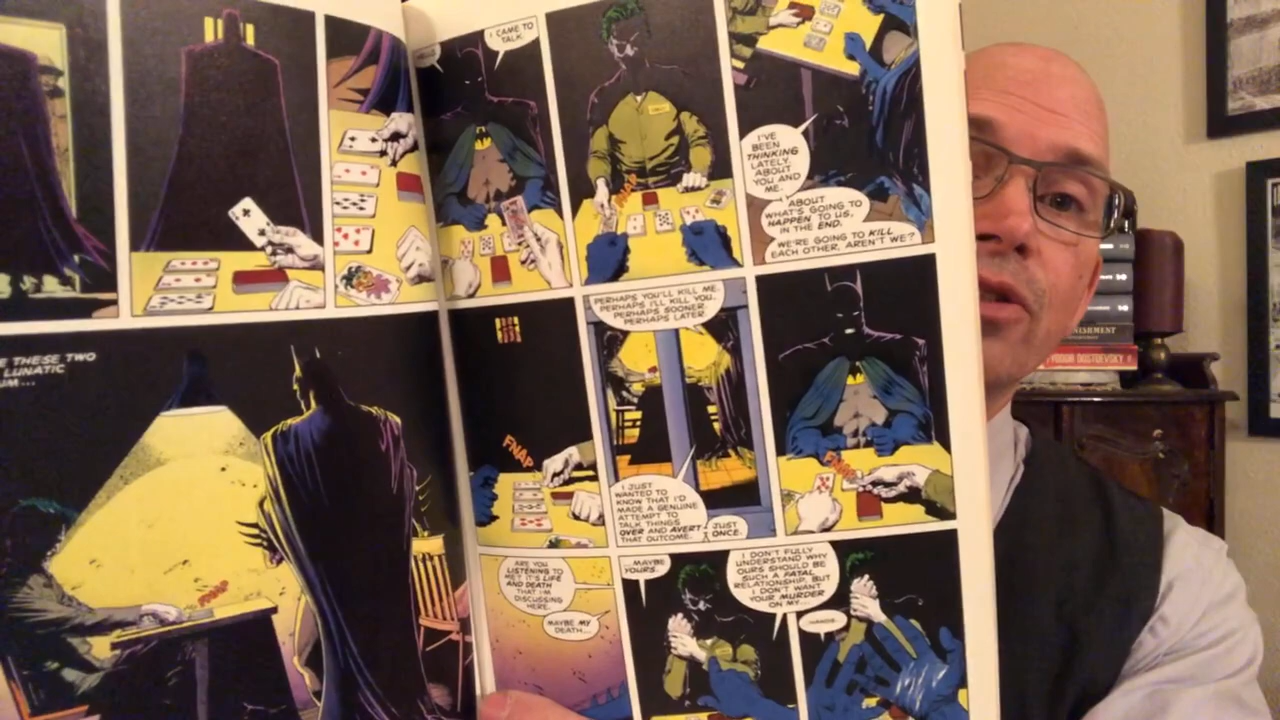 E THESE TWO
LUNATIC
UM...
HELLO.
I CAME TO
TALK.
I'VE
BEEN
THINKING
LATELY.
ABOUT
YOU AND
ME.
ABOUT
WHAT'S GOING TO
HAPPEN TO US,
IN THE END.
WE'RE GOING TO KILL
EACH OTHER, AREN'T WE?
FNAP
FNAP
PERHAPS YOU'LL KILL ME.
PERHAPS I'LL KILL YOU.
PERHAPS SOONER.
PERHAPS LATER.
I JUST
WANTED TO
KNOW THAT I'D
MADE A GENUINE
ATTEMPT TO
TALK THINGS
OVER AND AVERT
THAT OUTCOME.
JUST
ONCE.
FNAP
FNAP
ARE YOU
LISTENING TO
ME? IT'S LIFE
AND DEATH
THAT I'M
DISCUSSING
HERE.
MAYBE MY
DEATH...
MAYBE
YOURS.
I DON'T FULLY
UNDERSTAND WHY
OURS SHOULD BE
SUCH A FATAL
RELATIONSHIP, BUT
I DON'T WANT
YOUR MURDER
ON MY...
...HANDS.
NISHMENT
FYODOR DOSTOEVSKY